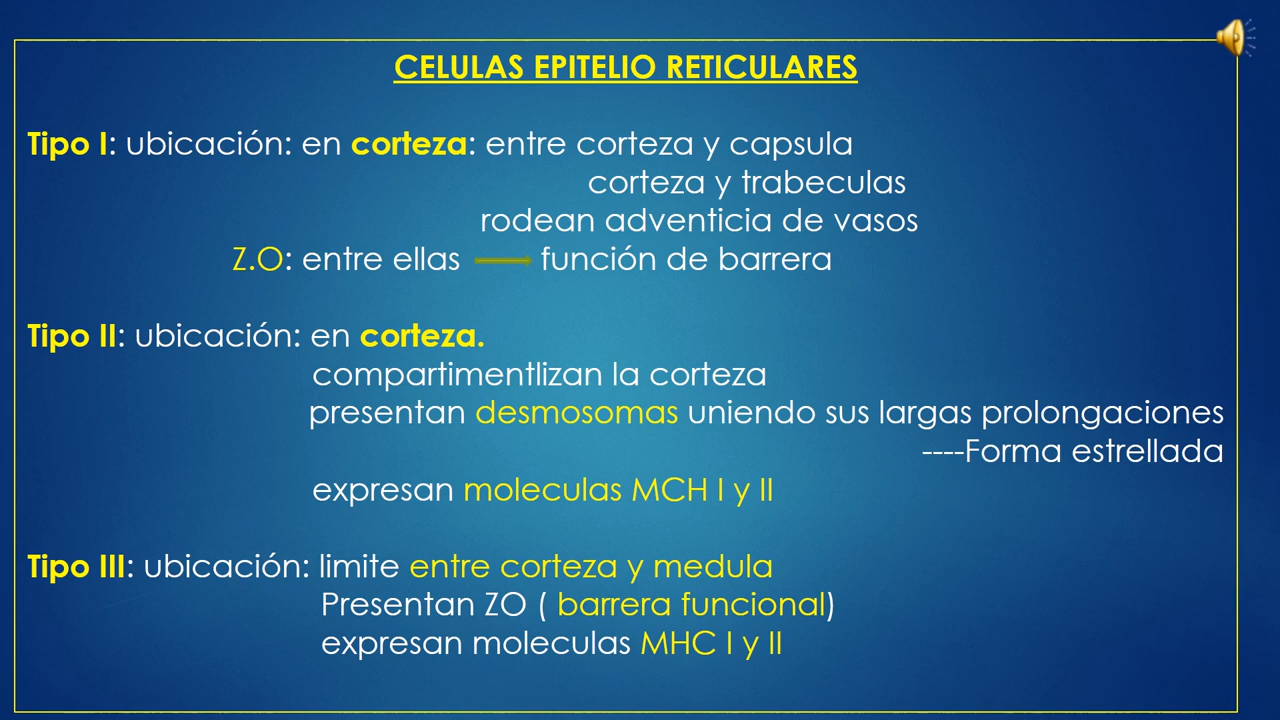 CELULAS EPITELIO RETICULARES
Tipo I: ubicación: en corteza: entre corteza y capsula
corteza y trabeculas
rodean adventicia de vasos
Z.O: entre ellas función de barrera
Tipo II: ubicación: en corteza.
compartimentlizan la corteza
presentan desmosomas uniendo sus largas prolongaciones
----Forma estrellada
expresan moleculas MCH I y II
Tipo III: ubicación: limite entre corteza y medula
Presentan ZO ( barrera funcional)
expresan moleculas MHC I y II